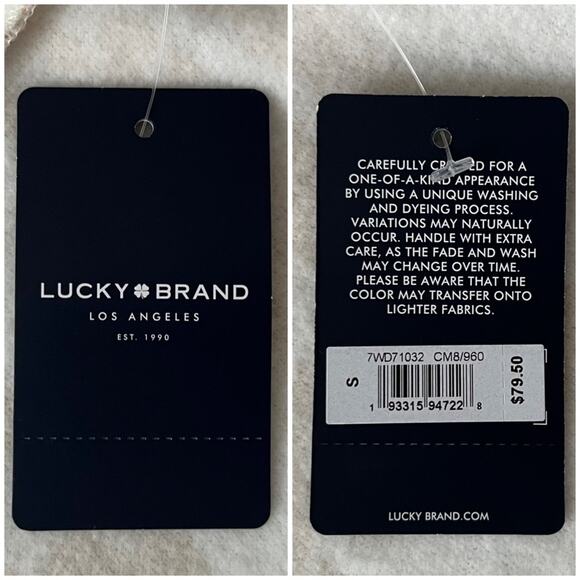 LUCKY BRAND
LOS ANGELES
EST. 1990
CAREFULLY CR ED FOR A
ONE-OF-A-KIND APPEARANCE
BY USING A UNIQUE WASHING
AND DYEING PROCESS.
VARIATIONS MAY NATURALLY
OCCUR. HANDLE WITH EXTRA
CARE, AS THE FADE AND WASH
MAY CHANGE OVER TIME.
PLEASE BE AWARE THAT THE
COLOR MAY TRANSFER ONTO
LIGHTER FABRICS.
S
7WD71032 CM8/960
1 93315 94722 8
$79.50
LUCKY BRAND.COM